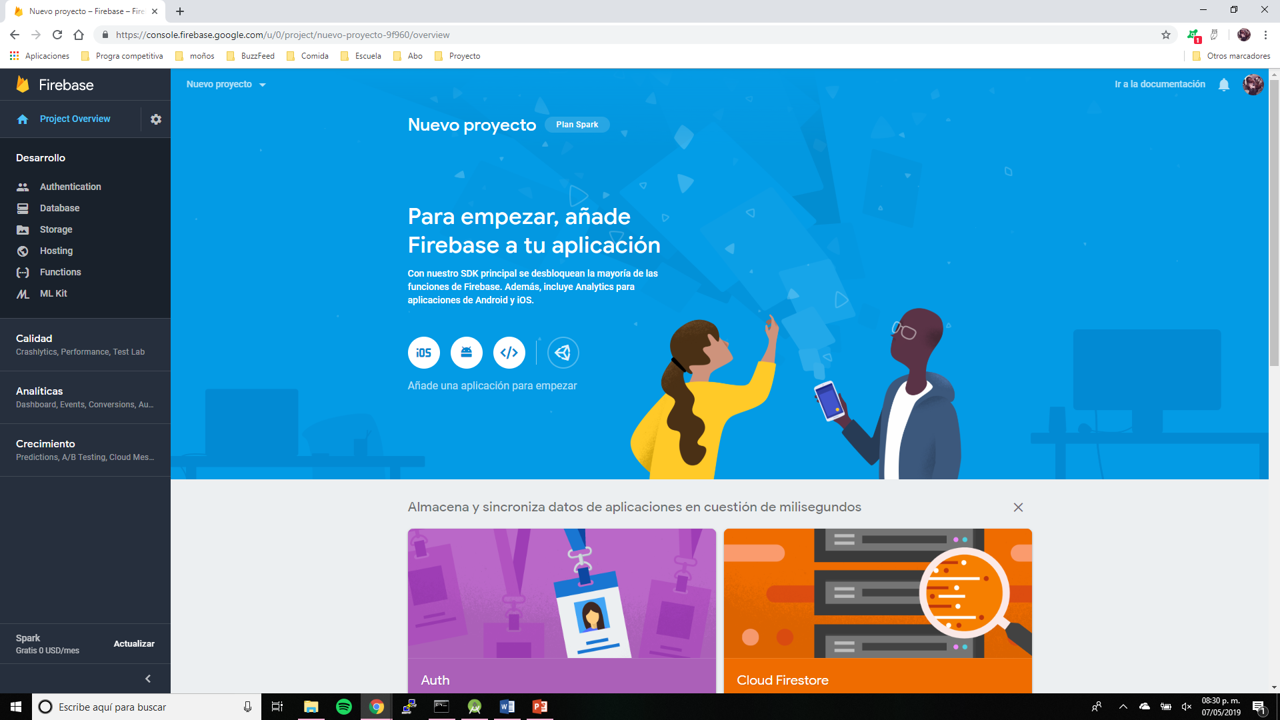 Nuevo proyecto – Firebase – Fire
https://console.firebase.google.com/u/0/project/nuevo-proyecto-9f960/overview
1
Aplicaciones
Progra competitiva
moños
BuzzFeed
Comida
Escuela
Abo
Proyecto
Otros marcadores
Firebase
Nuevo proyecto
Ir a la documentación
Project Overview
Nuevo proyecto
Plan Spark
Desarrollo
Authentication
Database
Storage
Hosting
Functions
ML Kit
Para empezar, añade
Firebase a tu aplicación
Con nuestro SDK principal se desbloquean la mayoría de las
funciones de Firebase. Además, incluye Analytics para
aplicaciones de Android y iOS.
iOS
Añade una aplicación para empezar
Calidad
Crashlytics, Performance, Test Lab
Analíticas
Dashboard, Events, Conversions, Au...
Crecimiento
Predictions, A/B Testing, Cloud Mes...
Almacena y sincroniza datos de aplicaciones en cuestión de milisegundos
Auth
Cloud Firestore
Spark
Gratis 0 USD/mes
Actualizar
Escribe aquí para buscar
08:30 p. m.
07/05/2019
1